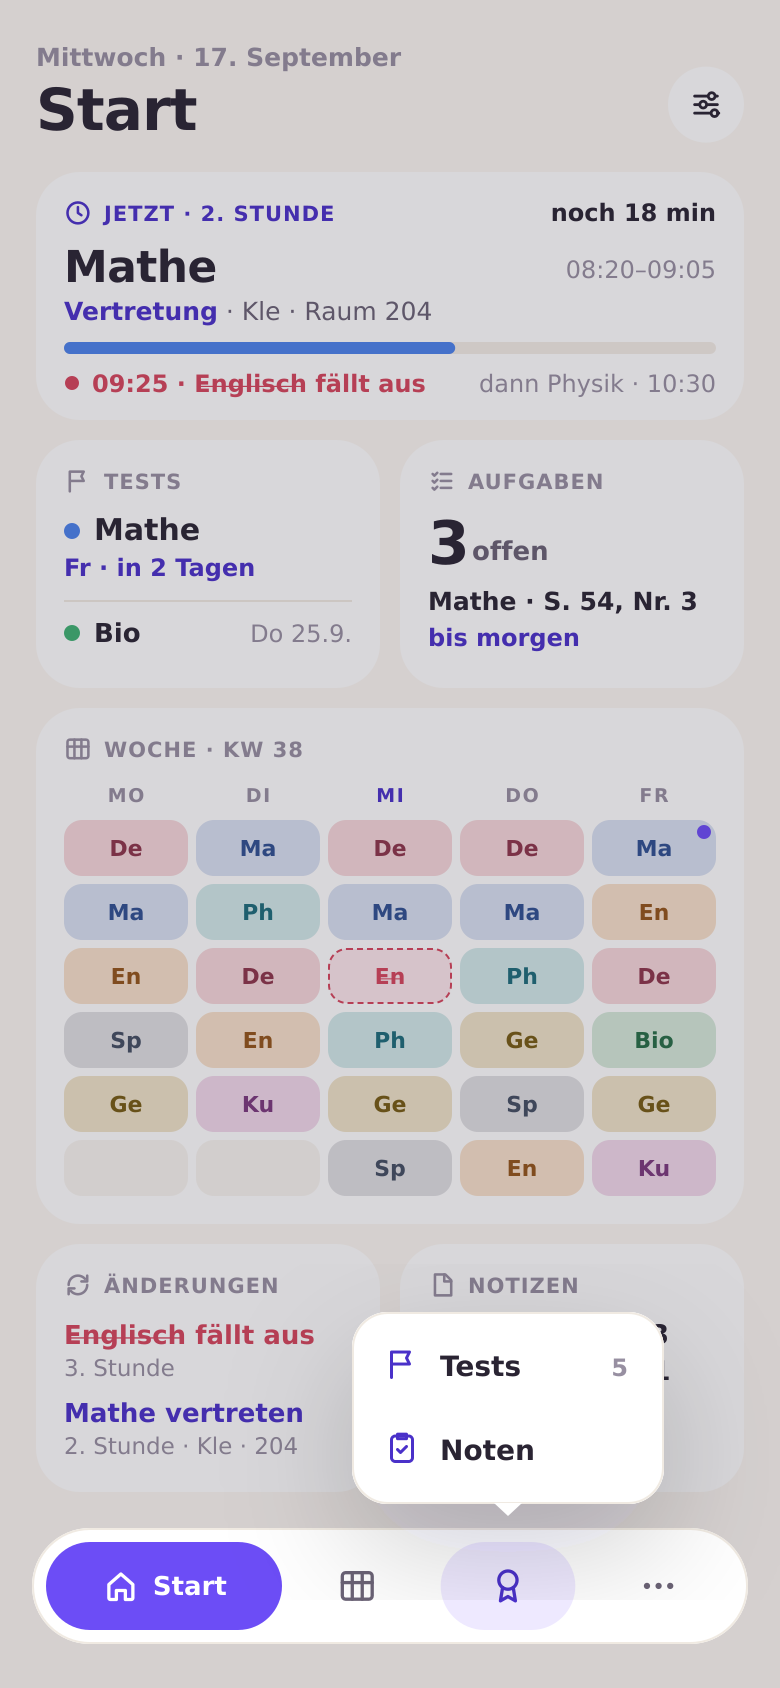 Mittwoch · 17. September
Start
JETZT · 2. STUNDE
noch 18 min
Mathe
08:20–09:05
Vertretung · Kle · Raum 204
09:25 · Englisch fällt aus
dann Physik · 10:30
TESTS
Mathe
Fr · in 2 Tagen
Bio
Do 25.9.
AUFGABEN
3 offen
Mathe · S. 54, Nr. 3
bis morgen
WOCHE · KW 38
MO DI MI DO FR
De Ma De De Ma
Ma Ph Ma Ma En
En De En Ph De
Sp En Ph Ge Bio
Ge Ku Ge Sp Ge
Sp En Ku
ÄNDERUNGEN
Englisch fällt aus
3. Stunde
Mathe vertreten
2. Stunde · Kle · 204
NOTIZEN
Tests 5
Noten
Start